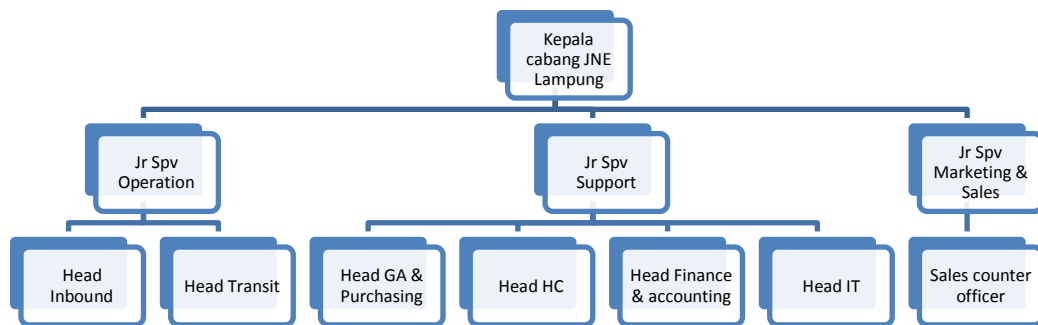 Kepala
cabang JNE
Lampung
Jr Spv
Operation
Jr Spv
Support
Jr Spv
Marketing &
Sales
Head
Inbound
Head Transit
Head GA &
Purchasing
Head HC
Head Finance
& accounting
Head IT
Sales counter
officer